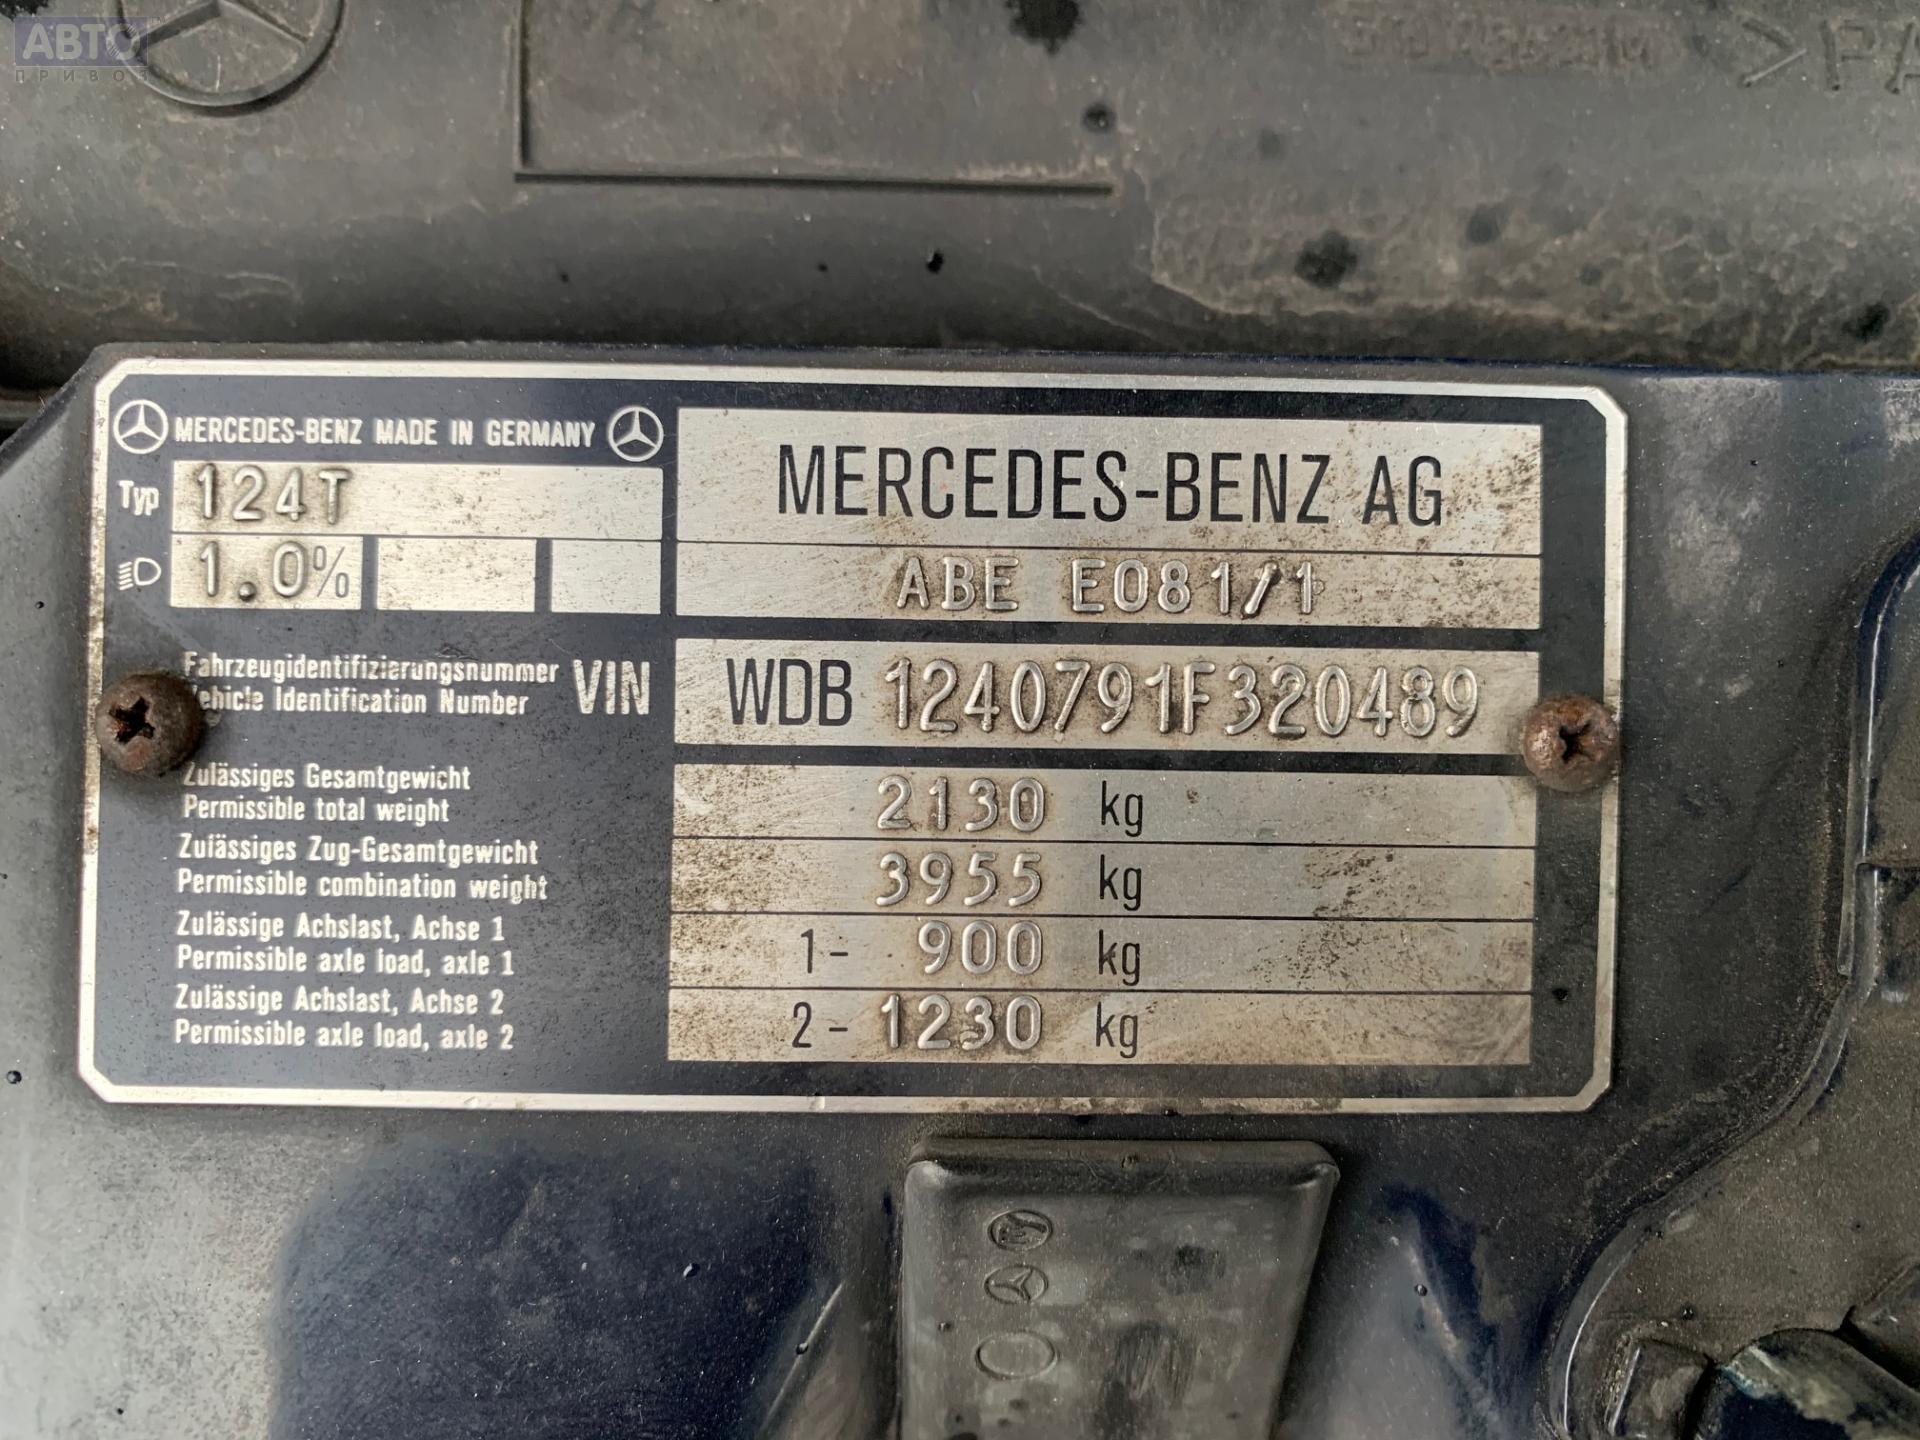 АВТО
ПРИВОЗ
MERCEDES-BENZ MADE IN GERMANY
MERCEDES-BENZ AG
Typ 124T
1.0%
ABE E081/1
Fahrzeugidentifizierungsnummer
Vehicle Identification Number
VIN
WDB 1240791F320489
Zulässiges Gesamtgewicht
Permissible total weight
2130 kg
Zulässiges Zug-Gesamtgewicht
Permissible combination weight
3955 kg
Zulässige Achslast, Achse 1
Permissible axle load, axle 1
1- 900 kg
Zulässige Achslast, Achse 2
Permissible axle load, axle 2
2- 1230 kg